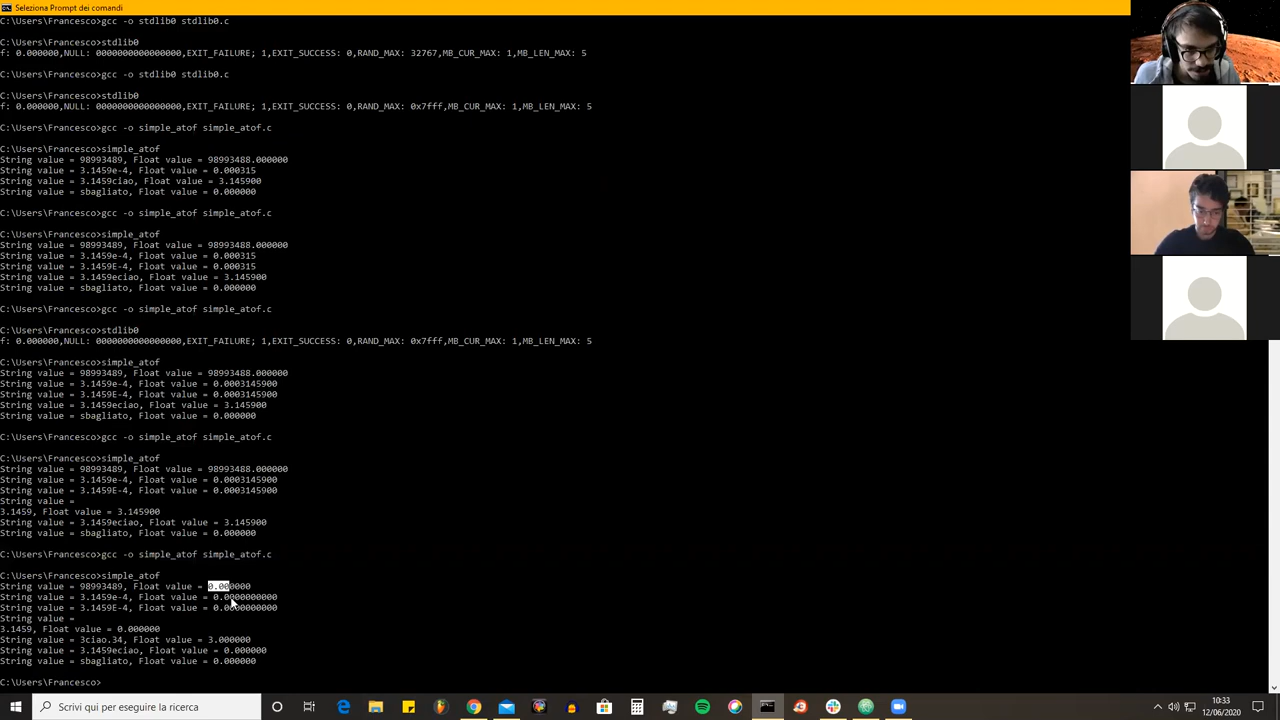 Seleziona Prompt dei comandi
C:\Users\Francesco>gcc -o stdlib0 stdlib0.c
C:\Users\Francesco>stdlib0
f: 0.000000,NULL: 0000000000000000,EXIT_FAILURE; 1,EXIT_SUCCESS: 0,RAND_MAX: 32767,MB_CUR_MAX: 1,MB_LEN_MAX: 5
C:\Users\Francesco>gcc -o stdlib0 stdlib0.c
C:\Users\Francesco>stdlib0
f: 0.000000,NULL: 0000000000000000,EXIT_FAILURE; 1,EXIT_SUCCESS: 0,RAND_MAX: 0x7fff,MB_CUR_MAX: 1,MB_LEN_MAX: 5
C:\Users\Francesco>gcc -o simple_atof simple_atof.c
C:\Users\Francesco>simple_atof
String value = 98993489, Float value = 98993488.000000
String value = 3.1459e-4, Float value = 0.000315
String value = 3.1459ciao, Float value = 3.145900
String value = sbagliato, Float value = 0.000000
C:\Users\Francesco>gcc -o simple_atof simple_atof.c
C:\Users\Francesco>simple_atof
String value = 98993489, Float value = 98993488.000000
String value = 3.1459e-4, Float value = 0.000315
String value = 3.1459E-4, Float value = 0.000315
String value = 3.1459eciao, Float value = 3.145900
String value = sbagliato, Float value = 0.000000
C:\Users\Francesco>gcc -o simple_atof simple_atof.c
C:\Users\Francesco>stdlib0
f: 0.000000,NULL: 0000000000000000,EXIT_FAILURE; 1,EXIT_SUCCESS: 0,RAND_MAX: 0x7fff,MB_CUR_MAX: 1,MB_LEN_MAX: 5
C:\Users\Francesco>simple_atof
String value = 98993489, Float value = 98993488.000000
String value = 3.1459e-4, Float value = 0.0003145900
String value = 3.1459E-4, Float value = 0.0003145900
String value = 3.1459eciao, Float value = 3.145900
String value = sbagliato, Float value = 0.000000
C:\Users\Francesco>gcc -o simple_atof simple_atof.c
C:\Users\Francesco>simple_atof
String value = 98993489, Float value = 98993488.000000
String value = 3.1459e-4, Float value = 0.0003145900
String value = 3.1459E-4, Float value = 0.0003145900
String value =
3.1459, Float value = 3.145900
String value = 3.1459eciao, Float value = 3.145900
String value = sbagliato, Float value = 0.000000
C:\Users\Francesco>gcc -o simple_atof simple_atof.c
C:\Users\Francesco>simple_atof
String value = 98993489, Float value = 0.000000
String value = 3.1459e-4, Float value = 0.0000000000
String value = 3.1459E-4, Float value = 0.0000000000
String value =
3.1459, Float value = 0.000000
String value = 3ciao.34, Float value = 3.000000
String value = 3.1459eciao, Float value = 0.000000
String value = sbagliato, Float value = 0.000000
C:\Users\Francesco>
Scrivi qui per eseguire la ricerca
10:33
12/06/2020